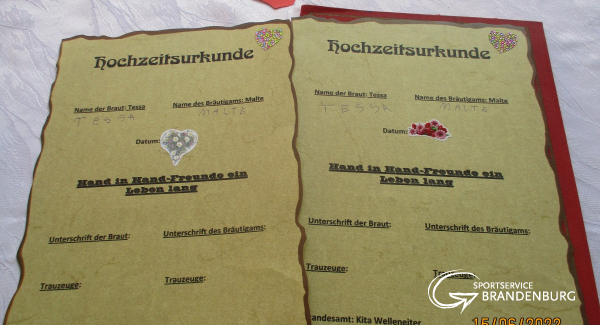 Hochzeitsurkunde
Name der Braut: Tessa Name des Bräutigams: Malte
TESSA MALTE
Datum:
Hand in Hand-Freunde ein
Leben lang
Unterschrift der Braut: Unterschrift des Bräutigams:
Trauzeuge: Trauzeuge:
Hochzeitsurkunde
Name der Braut: Tessa Name des Bräutigams: Malte
TESSA MALTE
Datum:
Hand in Hand-Freunde ein
Leben lang
Unterschrift der Braut: Unterschrift des Bräutigams:
Trauzeuge:
Standesamt: Kita Welleneiter
SPORTSERVICE
BRANDENBURG
15/06/2022